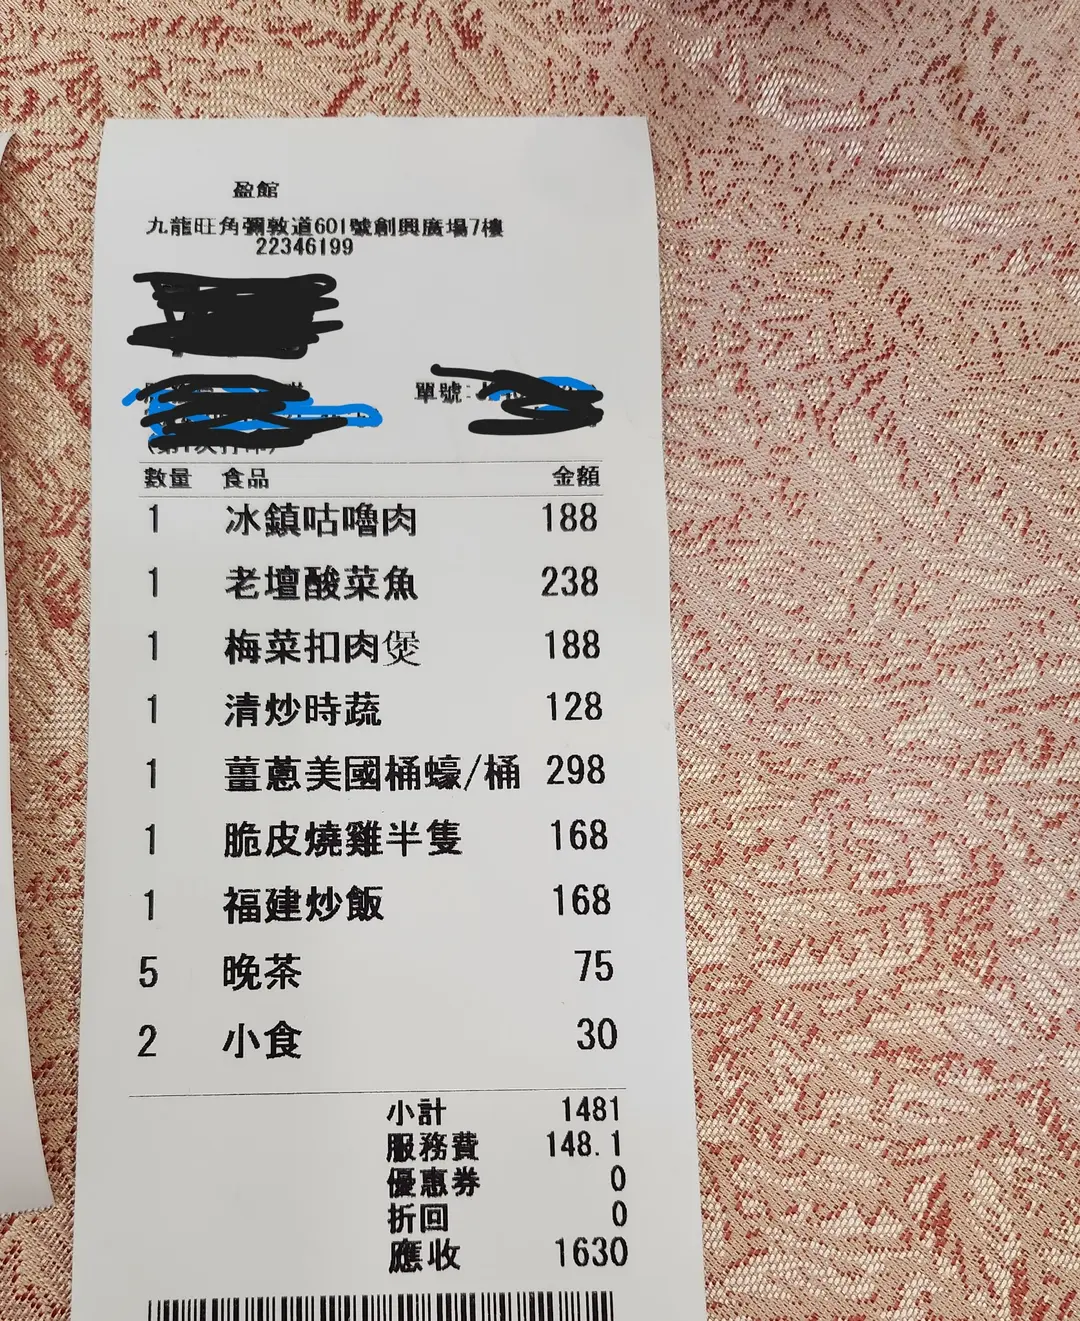 盈館
九龍旺角彌敦道601號創興廣場7樓
22346199
單號:
數量 食品 金額
1 冰鎮咕嚕肉 188
1 老壇酸菜魚 238
1 梅菜扣肉煲 188
1 清炒時蔬 128
1 薑蔥美國桶蠔/桶 298
1 脆皮燒雞半隻 168
1 福建炒飯 168
5 晚茶 75
2 小食 30
小計 1481
服務費 148.1
優惠券 0
折回 0
應收 1630